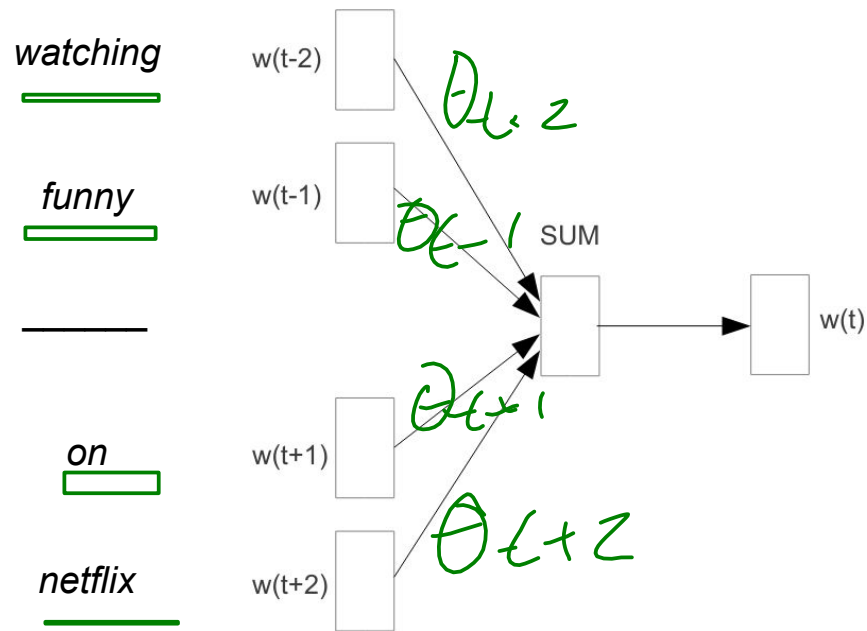 watching w(t-2)
θt-2
funny w(t-1)
θt-1
SUM
w(t)
θt+1
on w(t+1)
θt+2
netflix w(t+2)